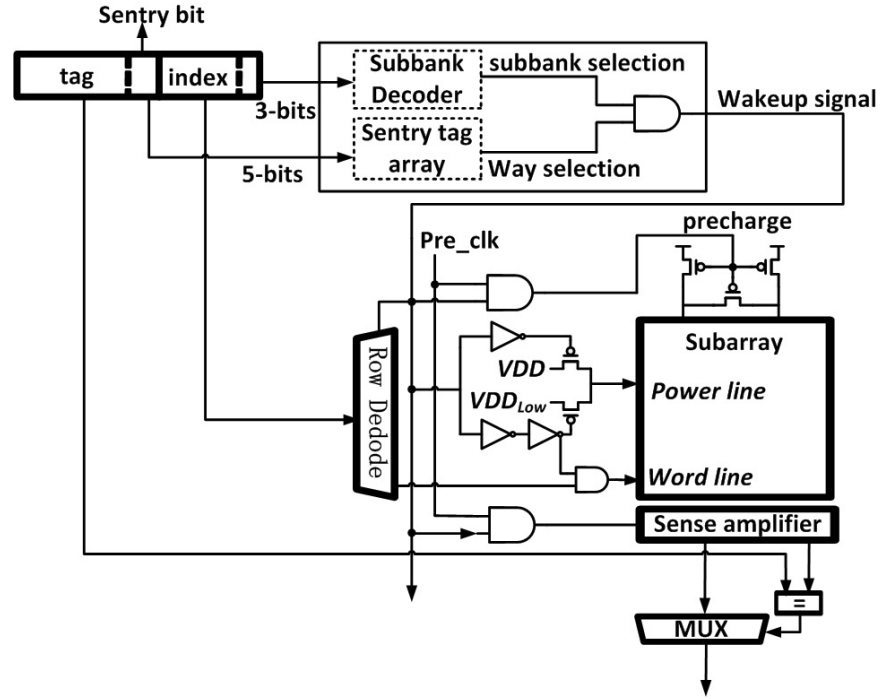 Sentry bit
tag
index
3-bits
5-bits
Subbank
Decoder
subbank selection
Sentry tag
array
Way selection
Wakeup signal
precharge
Pre_clk
Row Dedode
VDD
VDDLow
Subarray
Power line
Word line
Sense amplifier
=
MUX